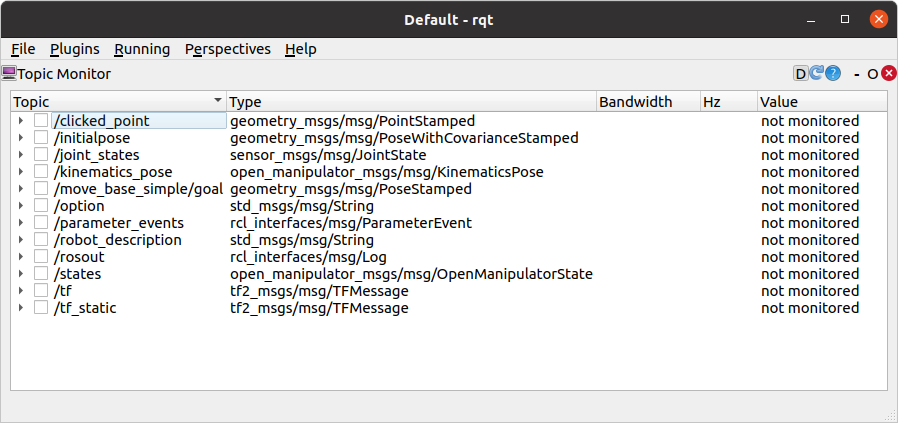 Default - rqt
File Plugins Running Perspectives Help
Topic Monitor D ? - O
Topic Type Bandwidth Hz Value
/clicked_point geometry_msgs/msg/PointStamped not monitored
/initialpose geometry_msgs/msg/PoseWithCovarianceStamped not monitored
/joint_states sensor_msgs/msg/JointState not monitored
/kinematics_pose open_manipulator_msgs/msg/KinematicsPose not monitored
/move_base_simple/goal geometry_msgs/msg/PoseStamped not monitored
/option std_msgs/msg/String not monitored
/parameter_events rcl_interfaces/msg/ParameterEvent not monitored
/robot_description std_msgs/msg/String not monitored
/rosout rcl_interfaces/msg/Log not monitored
/states open_manipulator_msgs/msg/OpenManipulatorState not monitored
/tf tf2_msgs/msg/TFMessage not monitored
/tf_static tf2_msgs/msg/TFMessage not monitored